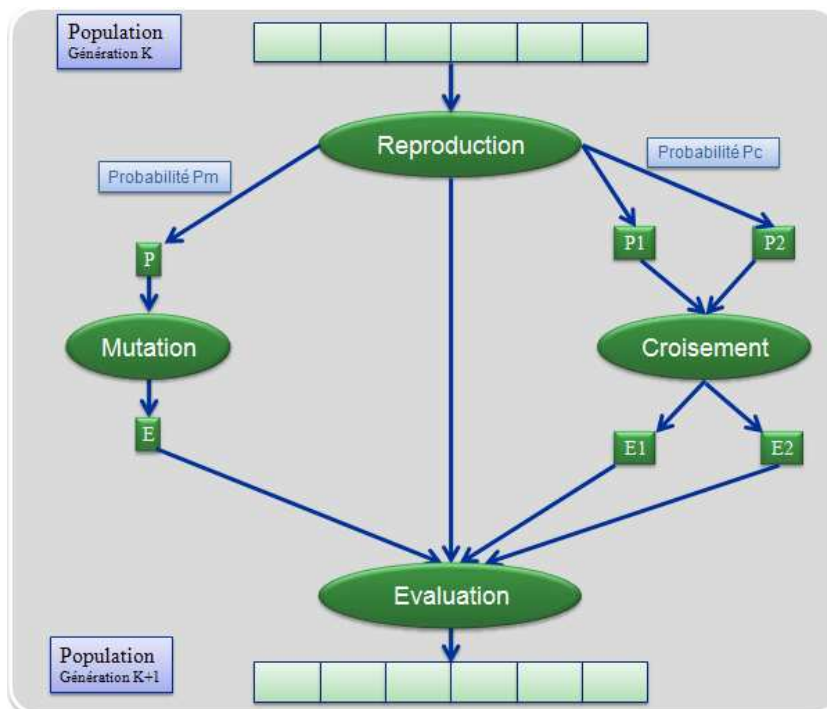 Population
Génération K
Reproduction
Probabilité Pm
Probabilité Pc
P
P1
P2
Mutation
Croisement
E
E1
E2
Evaluation
Population
Génération K+1